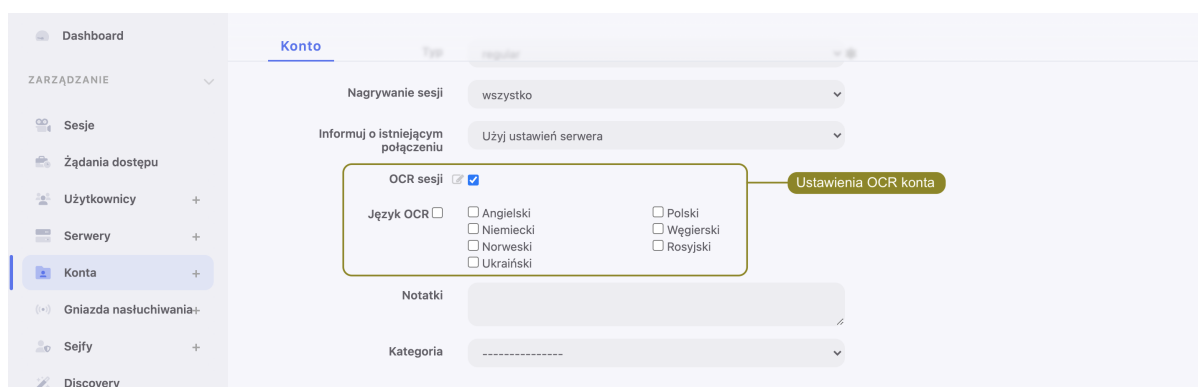 Dashboard
Konto
Typ
regular
ZARZĄDZANIE
Nagrywanie sesji
wszystko
Sesje
Informuj o istniejącym
połączeniu
Użyj ustawień serwera
Żądania dostępu
OCR sesji
Ustawienia OCR konta
Użytkownicy +
Język OCR
Angielski
Polski
Niemiecki
Węgierski
Norweski
Rosyjski
Ukraiński
Serwery +
Konta +
Notatki
Gniazda nasłuchiwania+
Sejfy +
Kategoria
---------------
Discovery